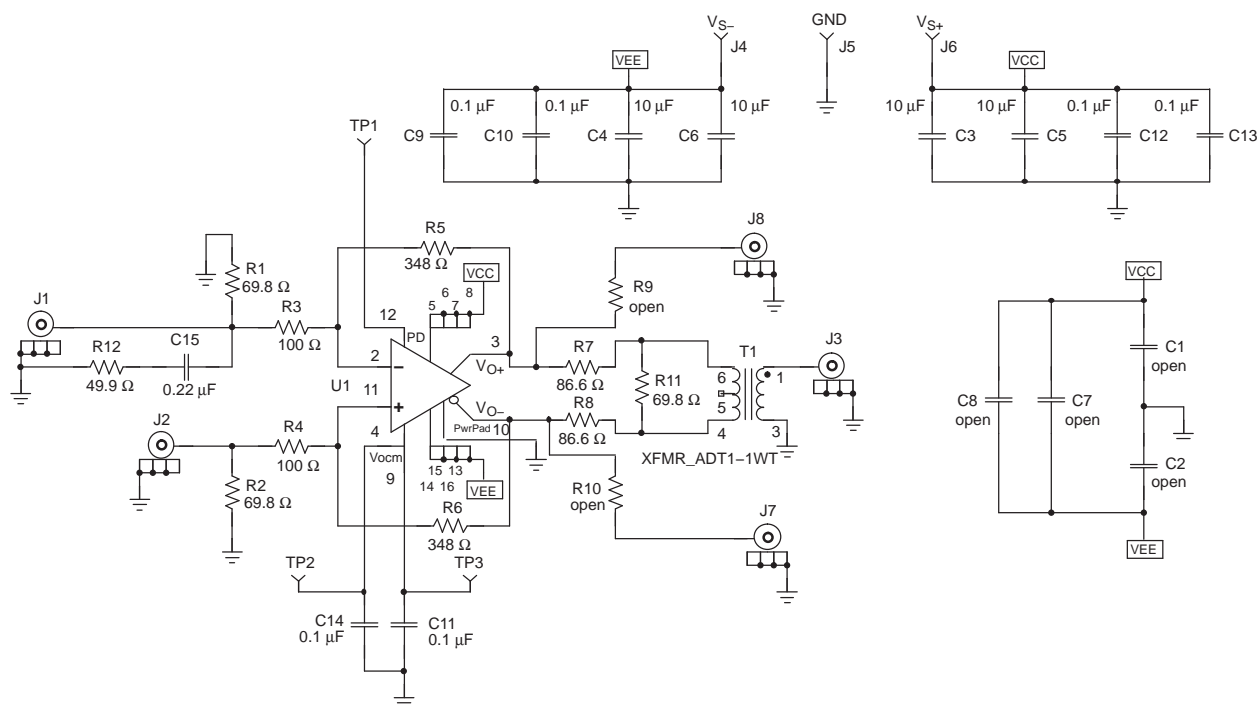 V_S– GND V_S+
J4 J5 J6
VEE VCC
0.1 µF 0.1 µF 10 µF 10 µF 10 µF 10 µF 0.1 µF 0.1 µF
TP1
C9 C10 C4 C6 C3 C5 C12 C13
J8
R5
348 Ω
VCC
R1
69.8 Ω
6 8
5 7
R9
open
VCC
J1
R3
100 Ω
12
PD
3
C15
0.22 µF
R12
49.9 Ω
2
–
U1
11
+
V_O+
V_O–
R7
86.6 Ω
R11
69.8 Ω
T1
6
5
4
1
3
J3
C1
open
C8
open
C7
open
J2
R4
100 Ω
4
Vocm
9
PwrPad
10
R8
86.6 Ω
XFMR_ADT1–1WT
15 13
14 16
VEE
C2
open
R2
69.8 Ω
R10
open
R6
348 Ω
J7
VEE
TP2 TP3
C14
0.1 µF
C11
0.1 µF